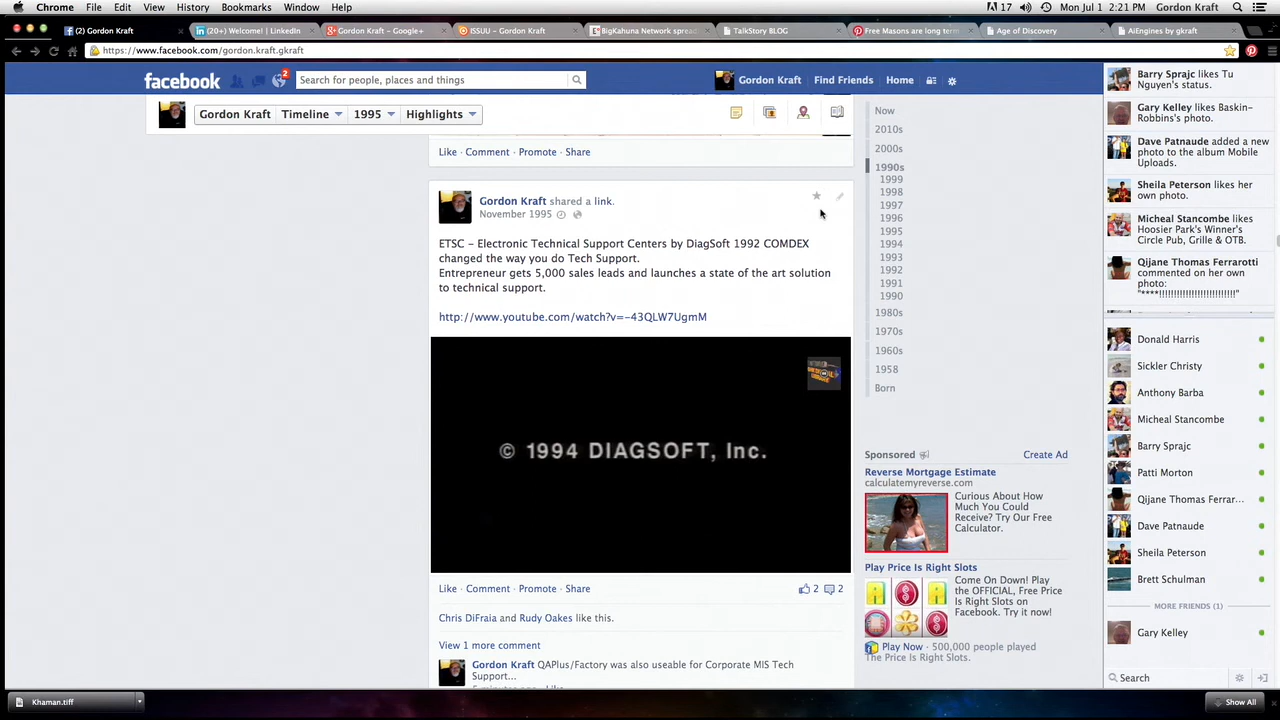 Chrome File Edit View History Bookmarks Window Help
17 Mon Jul 1 2:21 PM Gordon Kraft
(2) Gordon Kraft
(20+) Welcome! | LinkedIn
Gordon Kraft - Google+
ISSUU - Gordon Kraft
BigKahuna Network spread
TalkStory BLOG
Free Masons are long term
Age of Discovery
AiEngines by gkraft
https://www.facebook.com/gordon.kraft.gkraft
facebook
2
Search for people, places and things
Gordon Kraft Find Friends Home
Gordon Kraft Timeline 1995 Highlights
Like · Comment · Promote · Share
Gordon Kraft shared a link.
November 1995
ETSC - Electronic Technical Support Centers by DiagSoft 1992 COMDEX
changed the way you do Tech Support.
Entrepreneur gets 5,000 sales leads and launches a state of the art solution
to technical support.
http://www.youtube.com/watch?v=-43QLW7UgmM
© 1994 DIAGSOFT, Inc.
Like · Comment · Promote · Share
2 2
Chris DiFraia and Rudy Oakes like this.
View 1 more comment
Gordon Kraft QAPlus/Factory was also useable for Corporate MIS Tech
Support...
Now
2010s
2000s
1990s
1999
1998
1997
1996
1995
1994
1993
1992
1991
1990
1980s
1970s
1960s
1958
Born
Sponsored Create Ad
Reverse Mortgage Estimate
calculatemyreverse.com
Curious About How
Much You Could
Receive? Try Our Free
Calculator.
Play Price Is Right Slots
Come On Down! Play
the OFFICIAL, Free Price
Is Right Slots on
Facebook. Try it now!
Play Now · 500,000 people played
The Price Is Right Slots.
Barry Sprajc likes Tu
Nguyen's status.
Gary Kelley likes Baskin-
Robbins's photo.
Dave Patnaude added a new
photo to the album Mobile
Uploads.
Sheila Peterson likes her
own photo.
Micheal Stancombe likes
Hoosier Park's Winner's
Circle Pub, Grille & OTB.
Qijane Thomas Ferrarotti
commented on her own
photo:
Donald Harris
Sickler Christy
Anthony Barba
Micheal Stancombe
Barry Sprajc
Patti Morton
Qijane Thomas Ferrar...
Dave Patnaude
Sheila Peterson
Brett Schulman
MORE FRIENDS (1)
Gary Kelley
Search
Khaman.tiff
Show All